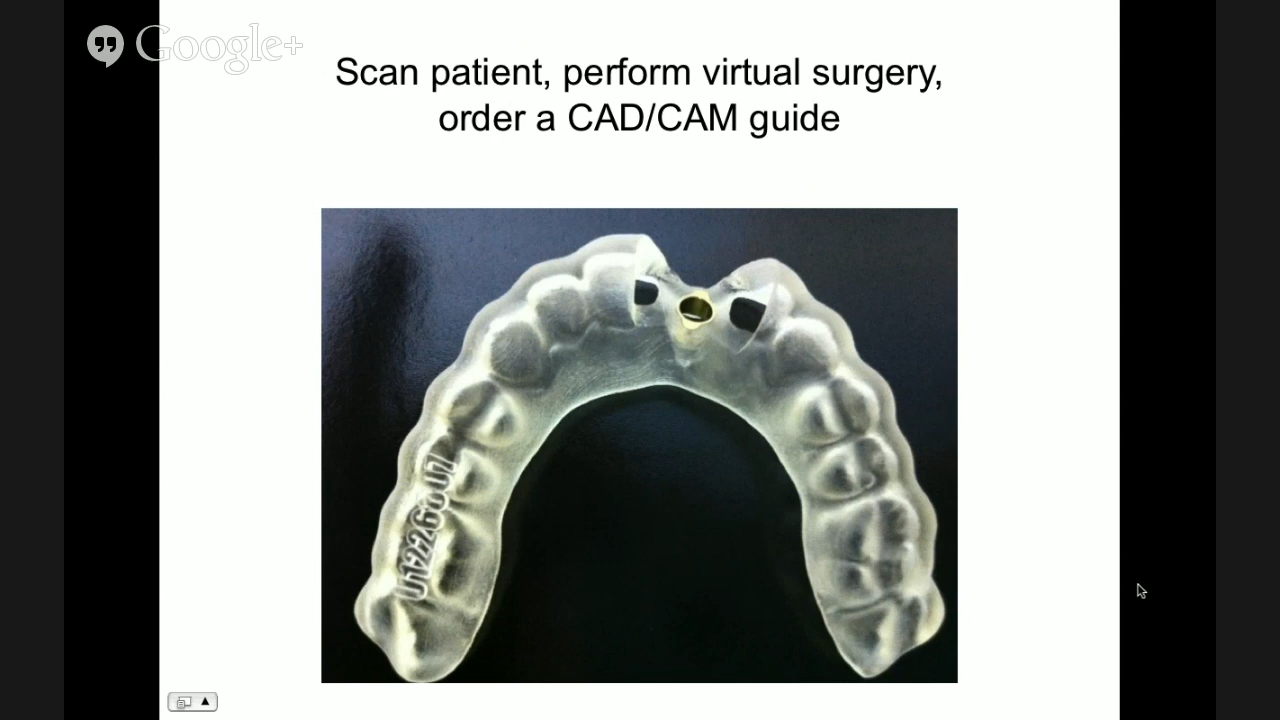 Google+
Scan patient, perform virtual surgery,
order a CAD/CAM guide